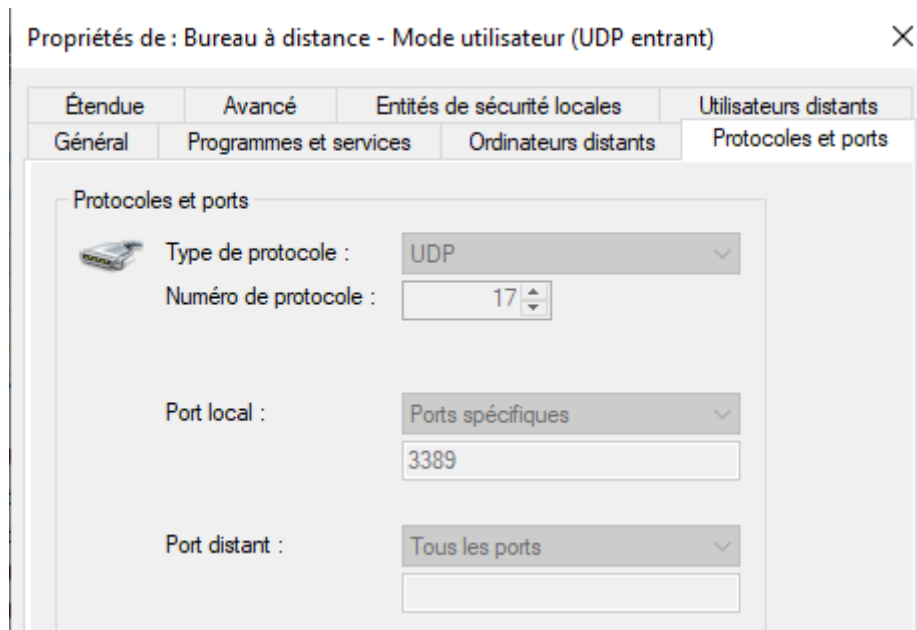 Propriétés de : Bureau à distance - Mode utilisateur (UDP entrant)
Étendue Avancé Entités de sécurité locales Utilisateurs distants
Général Programmes et services Ordinateurs distants Protocoles et ports
Protocoles et ports
Type de protocole : UDP
Numéro de protocole : 17
Port local : Ports spécifiques
3389
Port distant : Tous les ports